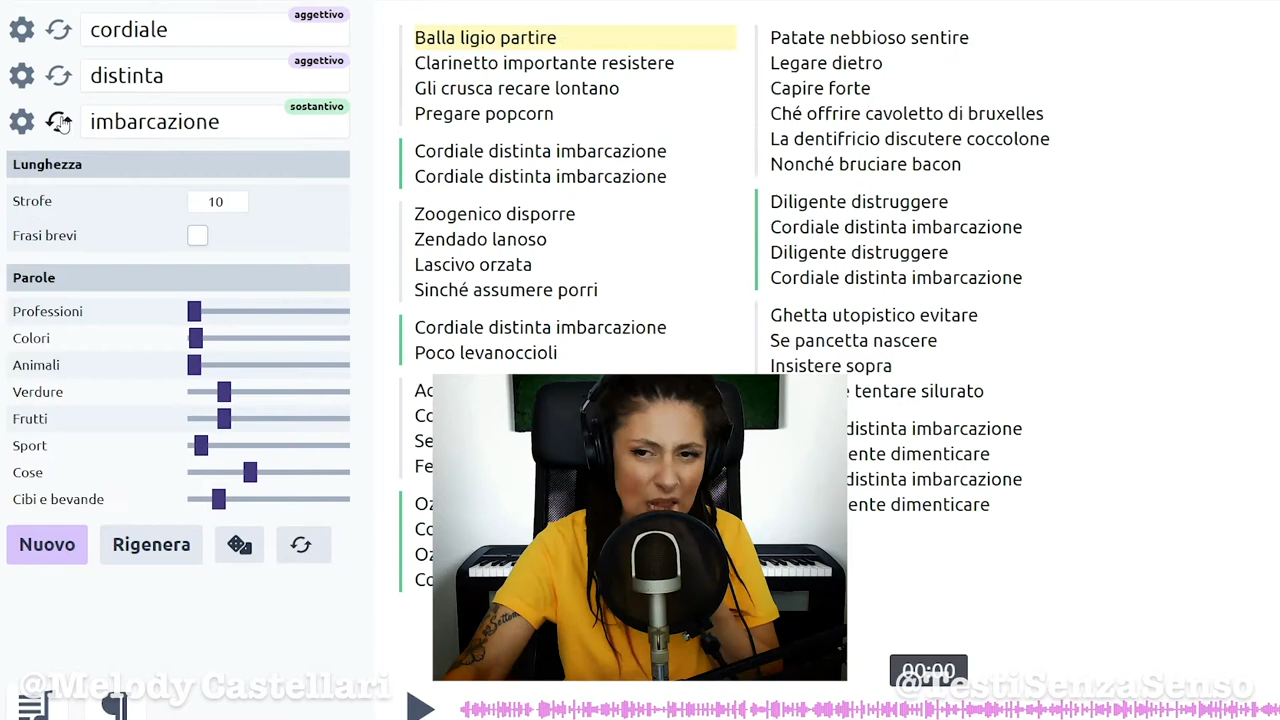 cordiale
aggettivo
distinta
aggettivo
imbarcazione
sostantivo
Lunghezza
Strofe
10
Frasi brevi
Parole
Professioni
Colori
Animali
Verdure
Frutti
Sport
Cose
Cibi e bevande
Nuovo
Rigenera
Balla ligio partire
Clarinetto importante resistere
Gli crusca recare lontano
Pregare popcorn
Cordiale distinta imbarcazione
Cordiale distinta imbarcazione
Zoogenico disporre
Zendado lanoso
Lascivo orzata
Sinché assumere porri
Cordiale distinta imbarcazione
Poco levanoccioli
Patate nebbioso sentire
Legare dietro
Capire forte
Ché offrire cavoletto di bruxelles
La dentifricio discutere coccolone
Nonché bruciare bacon
Diligente distruggere
Cordiale distinta imbarcazione
Diligente distruggere
Cordiale distinta imbarcazione
Ghetta utopistico evitare
Se pancetta nascere
Insistere sopra
tentare silurato
distinta imbarcazione
dimenticare
distinta imbarcazione
dimenticare
00:00
@Melody Castellari
@TestiSenzaSenso